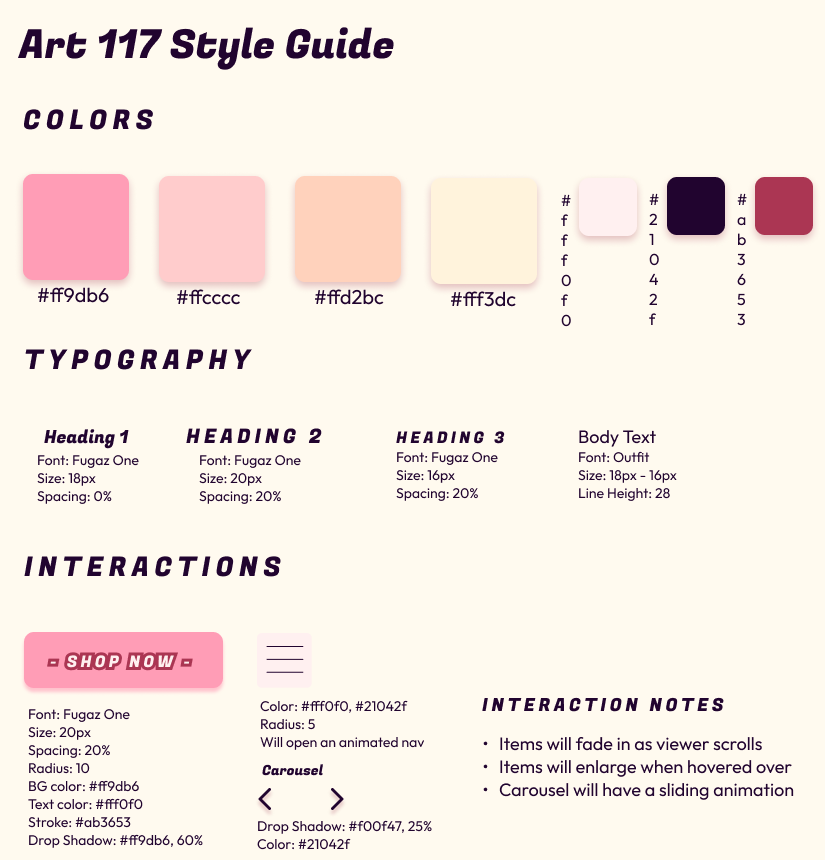 Art 117 Style Guide
COLORS
#ff9db6
#ffcccc
#ffd2bc
#fff3dc
#fff0f0
#21042f
#ab3653
TYPOGRAPHY
Heading 1
Font: Fugaz One
Size: 18px
Spacing: 0%
HEADING 2
Font: Fugaz One
Size: 20px
Spacing: 20%
HEADING 3
Font: Fugaz One
Size: 16px
Spacing: 20%
Body Text
Font: Outfit
Size: 18px - 16px
Line Height: 28
INTERACTIONS
- SHOP NOW -
Font: Fugaz One
Size: 20px
Spacing: 20%
Radius: 10
BG color: #ff9db6
Text color: #fff0f0
Stroke: #ab3653
Drop Shadow: #ff9db6, 60%
Color: #fff0f0, #21042f
Radius: 5
Will open an animated nav
Carousel
Drop Shadow: #f00f47, 25%
Color: #21042f
INTERACTION NOTES
• Items will fade in as viewer scrolls
• Items will enlarge when hovered over
• Carousel will have a sliding animation